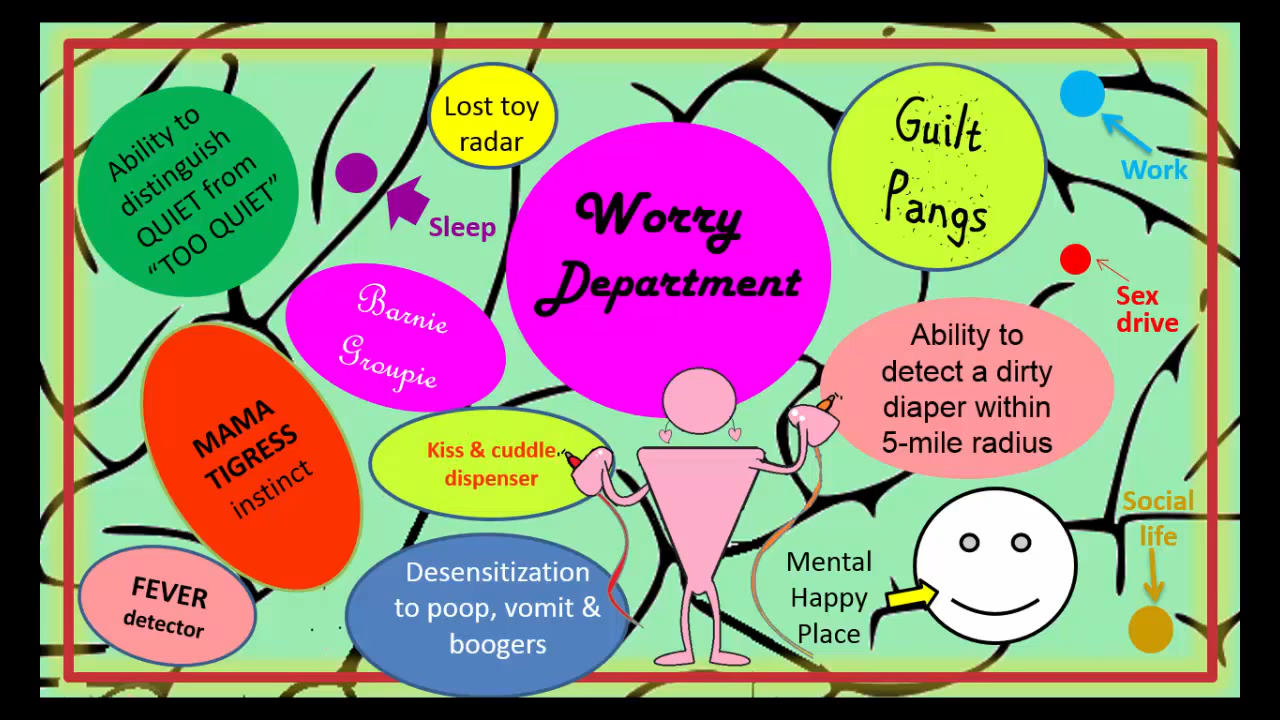 Ability to
distinguish
QUIET from
“TOO QUIET”
Lost toy
radar
Sleep
Worry
Department
Guilt
Pangs
Work
Sex
drive
Barnie
Groupie
Ability to
detect a dirty
diaper within
5-mile radius
MAMA
TIGRESS
instinct
Kiss & cuddle
dispenser
Social
life
FEVER
detector
Desensitization
to poop, vomit &
boogers
Mental
Happy
Place